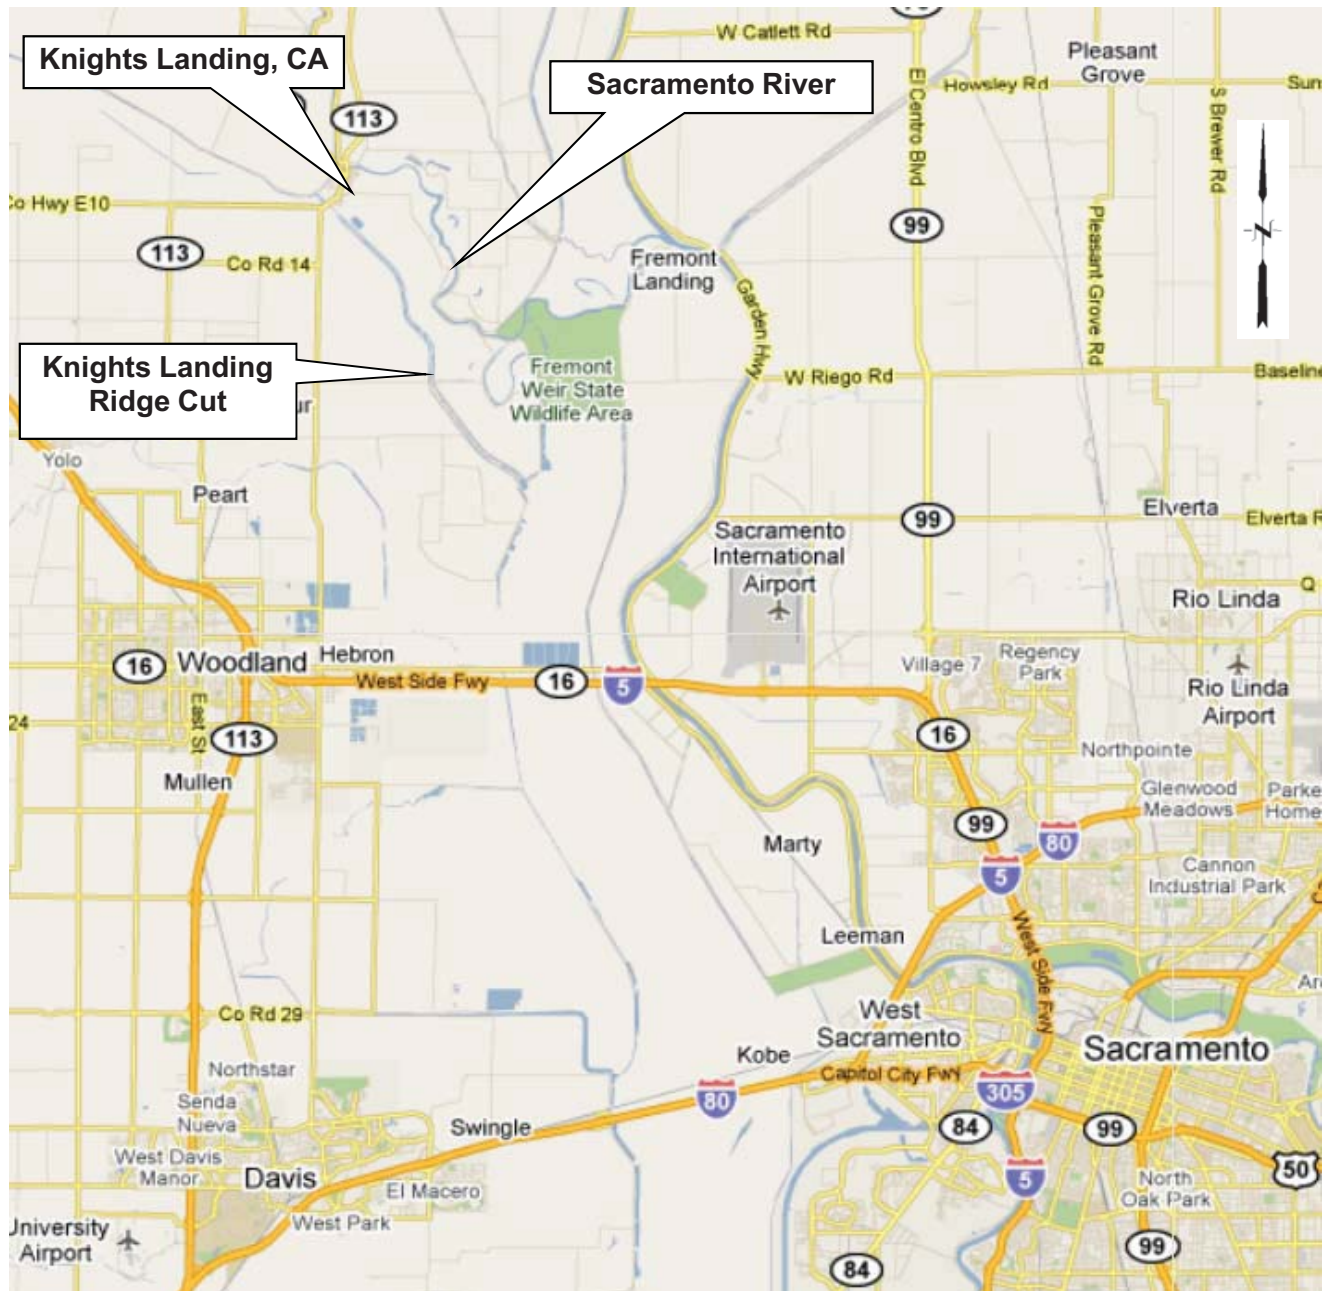 W Catlett Rd
Knights Landing, CA
Pleasant
Grove
Sacramento River
Howsley Rd
El Centro Blvd
S Brewer Rd
113
Co Hwy E10
99
Pleasant Grove Rd
N
113
Co Rd 14
Fremont
Landing
Garden Hwy
Knights Landing
Ridge Cut
Fremont
Weir State
Wildlife Area
W Riego Rd
Baseline
Yolo
Peart
99
Elverta
Elverta R
Sacramento
International
Airport
Q
Rio Linda
16
Woodland
Hebron
West Side Fwy
16
5
Village 7
Regency
Park
Rio Linda
Airport
24
East St
113
16
Northpointe
Mullen
Glenwood
Meadows
Parke
Home
99
80
Marty
5
Cannon
Industrial Park
Leeman
West Side Fwy
Co Rd 29
West
Sacramento
Sacramento
Kobe
Northstar
Capitol City Fwy
80
305
Senda
Nueva
Swingle
84
99
West Davis
Manor
Davis
El Macero
5
North
Oak Park
50
University
Airport
West Park
99
84